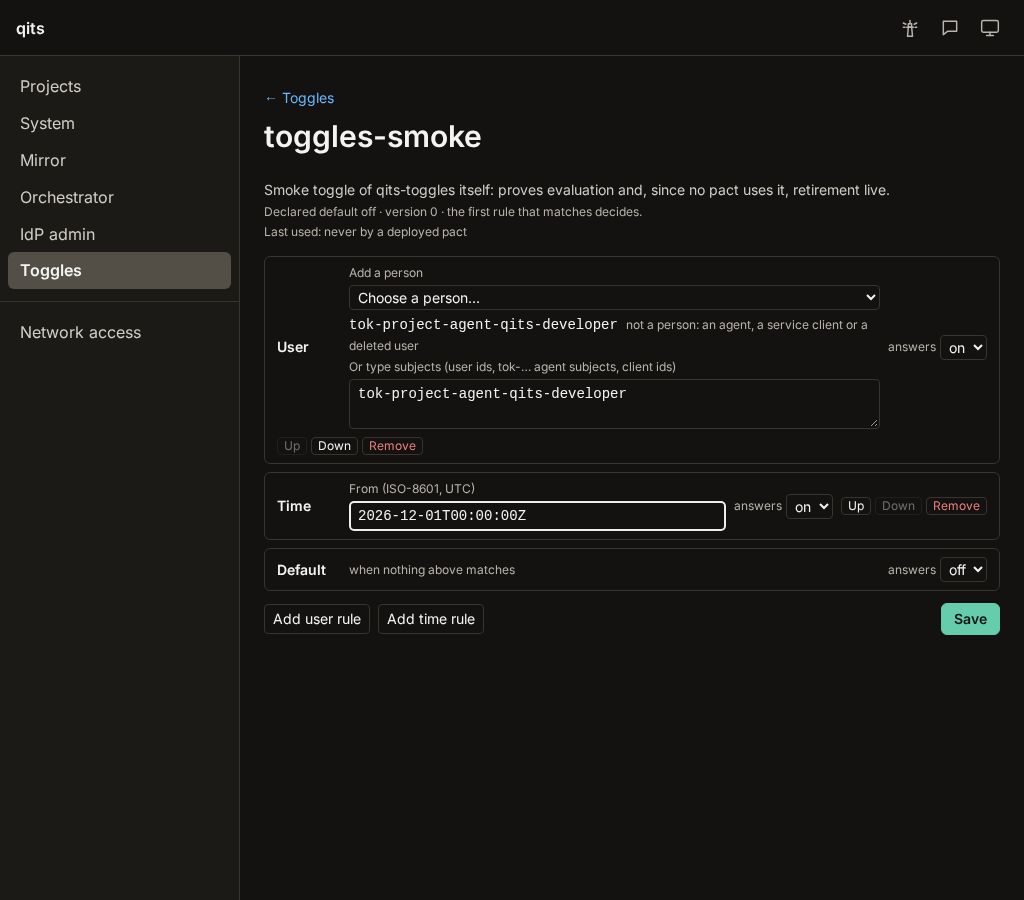 qits
Projects
System
Mirror
Orchestrator
IdP admin
Toggles
Network access
← Toggles
toggles-smoke
Smoke toggle of qits-toggles itself: proves evaluation and, since no pact uses it, retirement live.
Declared default off · version 0 · the first rule that matches decides.
Last used: never by a deployed pact
User
Add a person
Choose a person...
tok-project-agent-qits-developer not a person: an agent, a service client or a
deleted user
Or type subjects (user ids, tok-... agent subjects, client ids)
tok-project-agent-qits-developer
answers on
Up Down Remove
Time
From (ISO-8601, UTC)
2026-12-01T00:00:00Z
answers on Up Down Remove
Default when nothing above matches answers off
Add user rule Add time rule Save